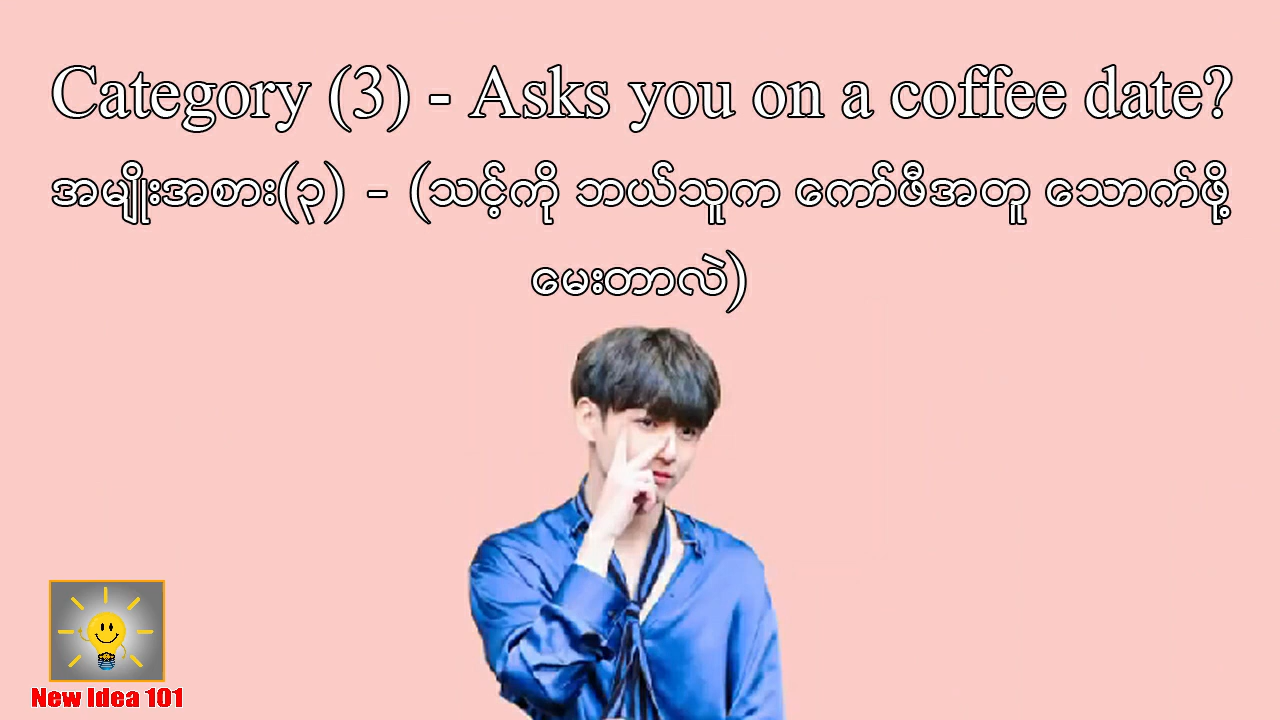 Category (3) - Asks you on a coffee date?
အမျိုးအစား(၃) - (သင့်ကို ဘယ်သူက ကော်ဖီအတူ သောက်ဖို့
မေးတာလဲ)
New Idea 101